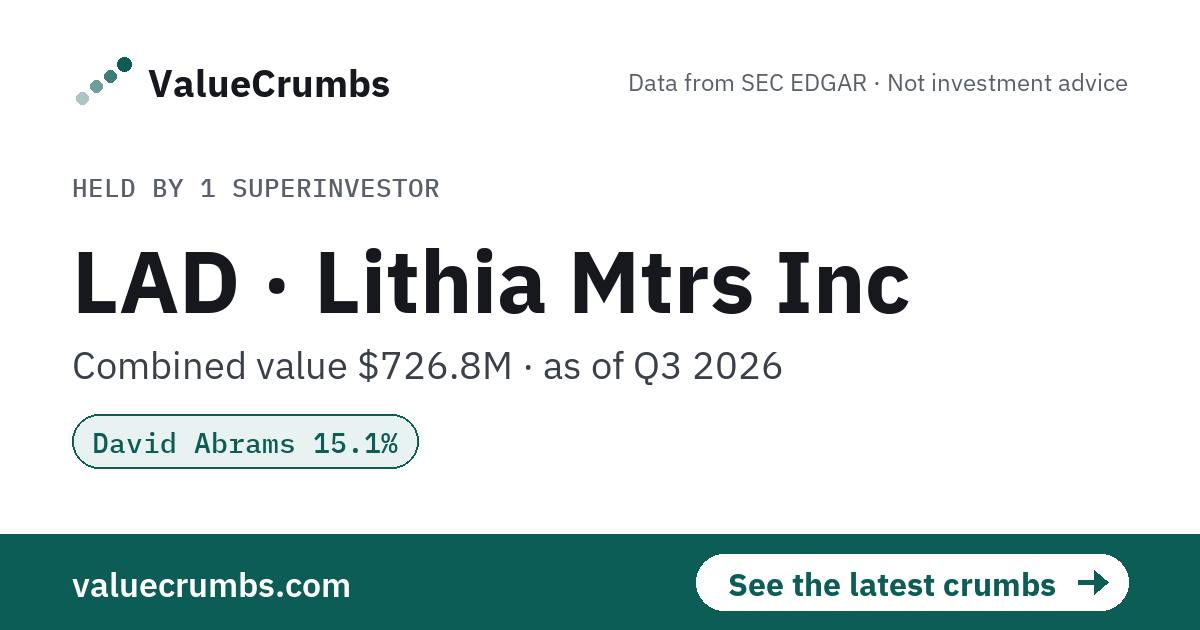 ValueCrumbs
Data from SEC EDGAR · Not investment advice
HELD BY 1 SUPERINVESTOR
LAD · Lithia Mtrs Inc
Combined value $726.8M · as of Q3 2026
David Abrams 15.1%
valuecrumbs.com
See the latest crumbs →